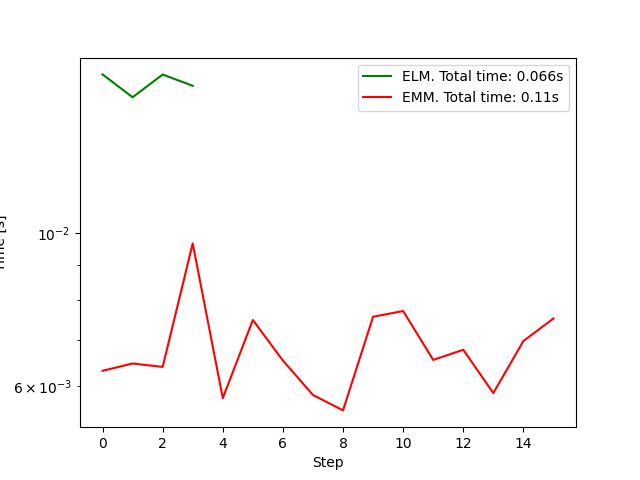 ELM. Total time: 0.066s
EMM. Total time: 0.11s
Time [s]
10⁻²
6 × 10⁻³
0 2 4 6 8 10 12 14
Step